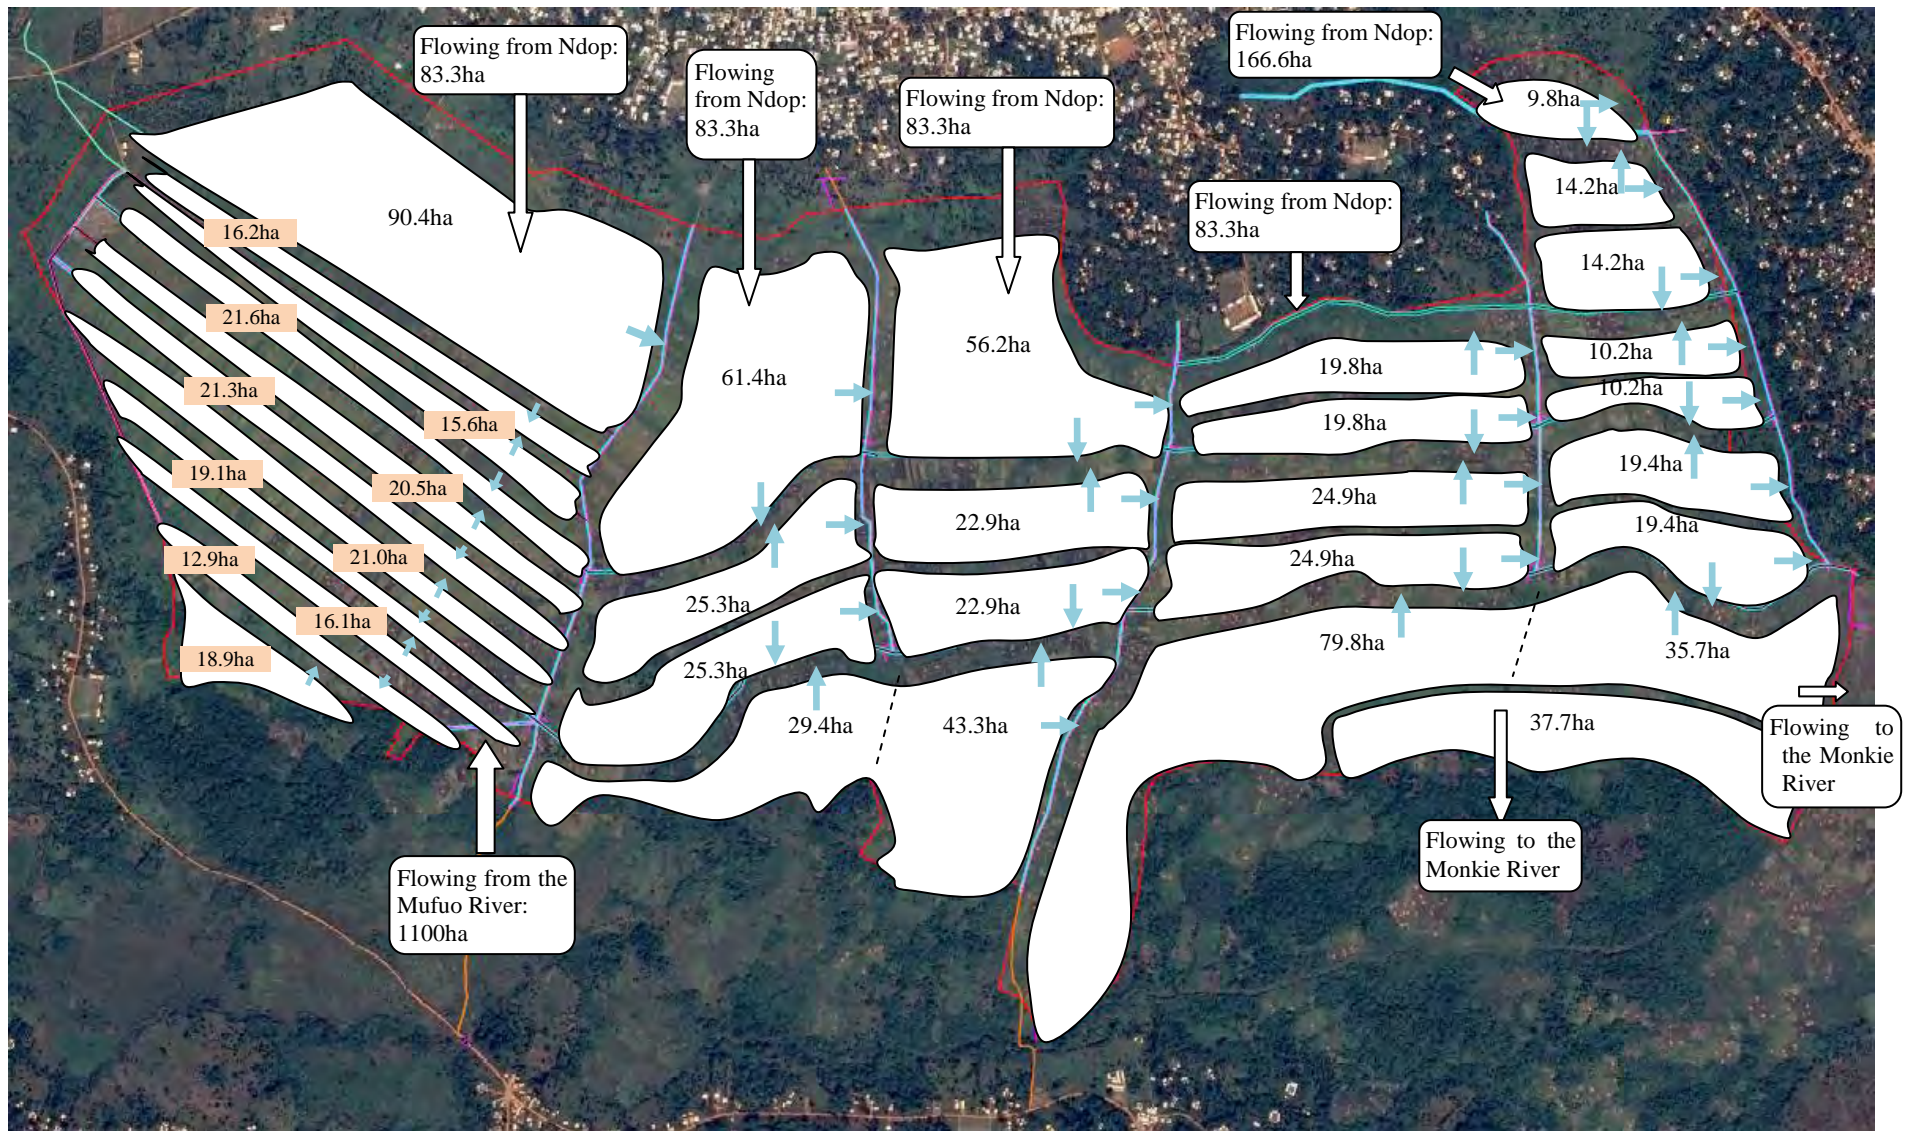 Flowing from Ndop:
83.3ha
Flowing
from Ndop:
83.3ha
Flowing from Ndop:
83.3ha
Flowing from Ndop:
166.6ha
9.8ha
14.2ha
Flowing from Ndop:
83.3ha
90.4ha
16.2ha
14.2ha
21.6ha
56.2ha
10.2ha
19.8ha
61.4ha
10.2ha
21.3ha
19.8ha
15.6ha
19.4ha
19.1ha
20.5ha
24.9ha
22.9ha
19.4ha
12.9ha
21.0ha
24.9ha
25.3ha
22.9ha
16.1ha
79.8ha
35.7ha
18.9ha
25.3ha
29.4ha
43.3ha
37.7ha
Flowing to
the Monkie
River
Flowing to the
Monkie River
Flowing from the
Mufuo River:
1100ha